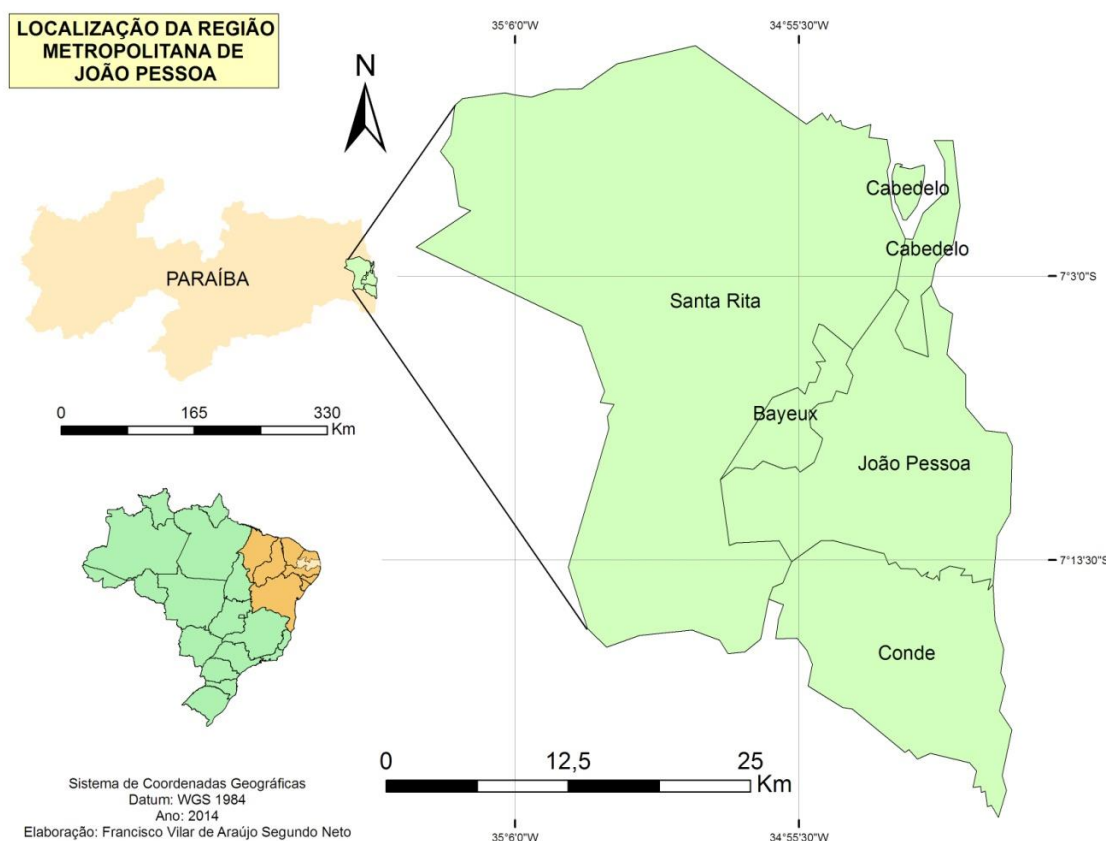 LOCALIZAÇÃO DA REGIÃO
METROPOLITANA DE
JOÃO PESSOA
35°6'0"W
34°55'30"W
N
Cabedelo
Cabedelo
PARAÍBA
7°3'0"S
Santa Rita
0 165 330
Km
Bayeux
João Pessoa
7°13'30"S
Conde
0 12,5 25
Km
Sistema de Coordenadas Geográficas
Datum: WGS 1984
Ano: 2014
Elaboração: Francisco Vilar de Araújo Segundo Neto
35°6'0"W
34°55'30"W